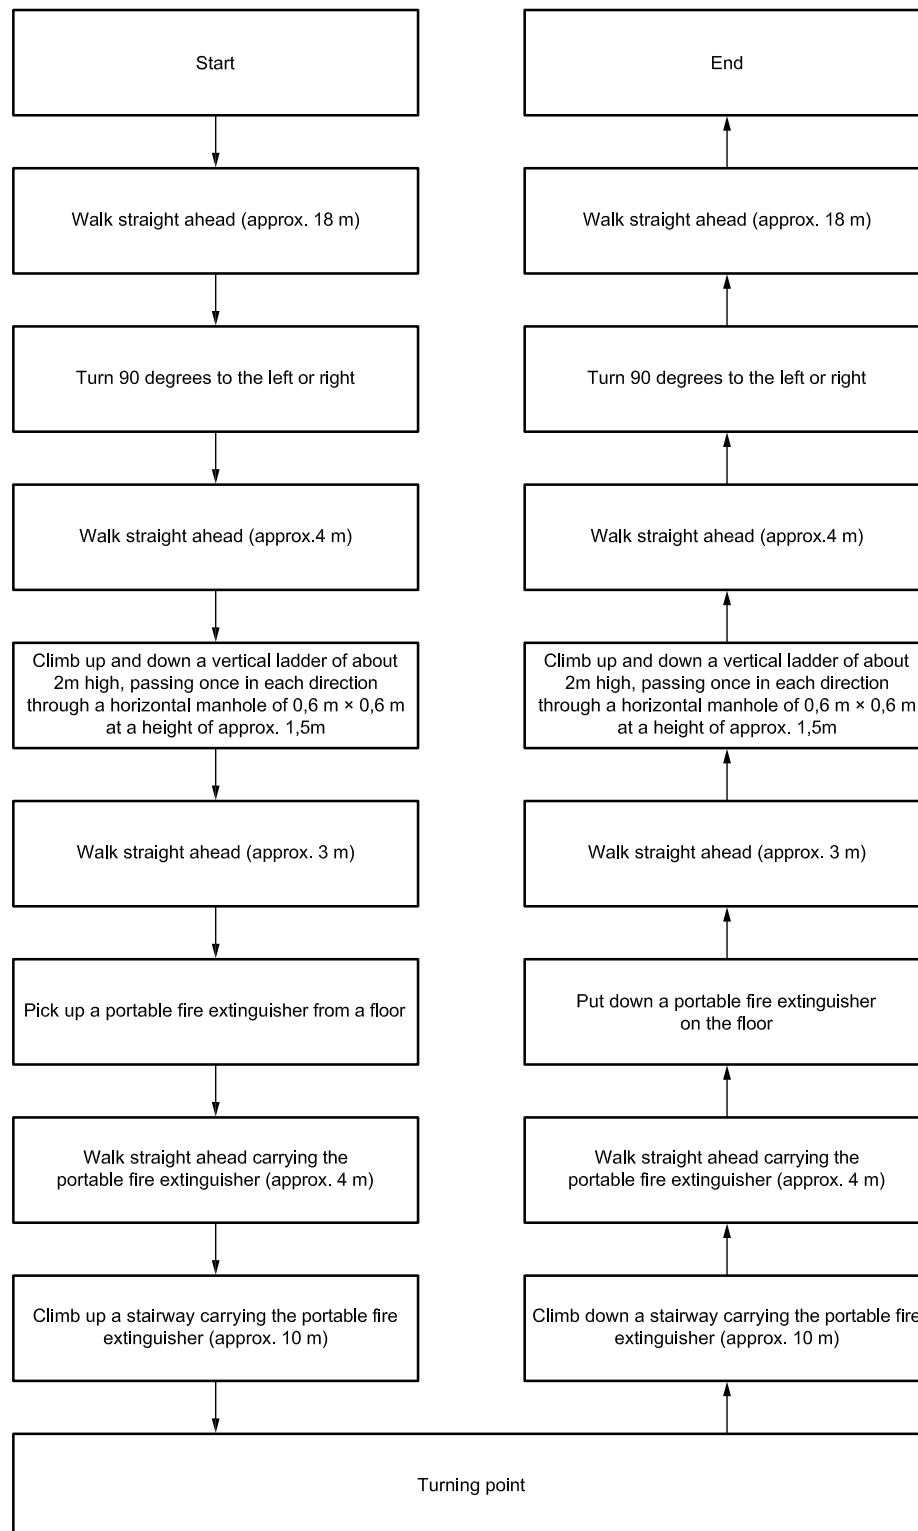 Start
Walk straight ahead (approx. 18 m)
Turn 90 degrees to the left or right
Walk straight ahead (approx.4 m)
Climb up and down a vertical ladder of about
2m high, passing once in each direction
through a horizontal manhole of 0,6 m × 0,6 m
at a height of approx. 1,5m
Walk straight ahead (approx. 3 m)
Pick up a portable fire extinguisher from a floor
Walk straight ahead carrying the
portable fire extinguisher (approx. 4 m)
Climb up a stairway carrying the portable fire
extinguisher (approx. 10 m)
Turning point
Climb down a stairway carrying the portable fire
extinguisher (approx. 10 m)
Walk straight ahead carrying the
portable fire extinguisher (approx. 4 m)
Put down a portable fire extinguisher
on the floor
Walk straight ahead (approx. 3 m)
Climb up and down a vertical ladder of about
2m high, passing once in each direction
through a horizontal manhole of 0,6 m × 0,6 m
at a height of approx. 1,5m
Walk straight ahead (approx.4 m)
Turn 90 degrees to the left or right
Walk straight ahead (approx. 18 m)
End